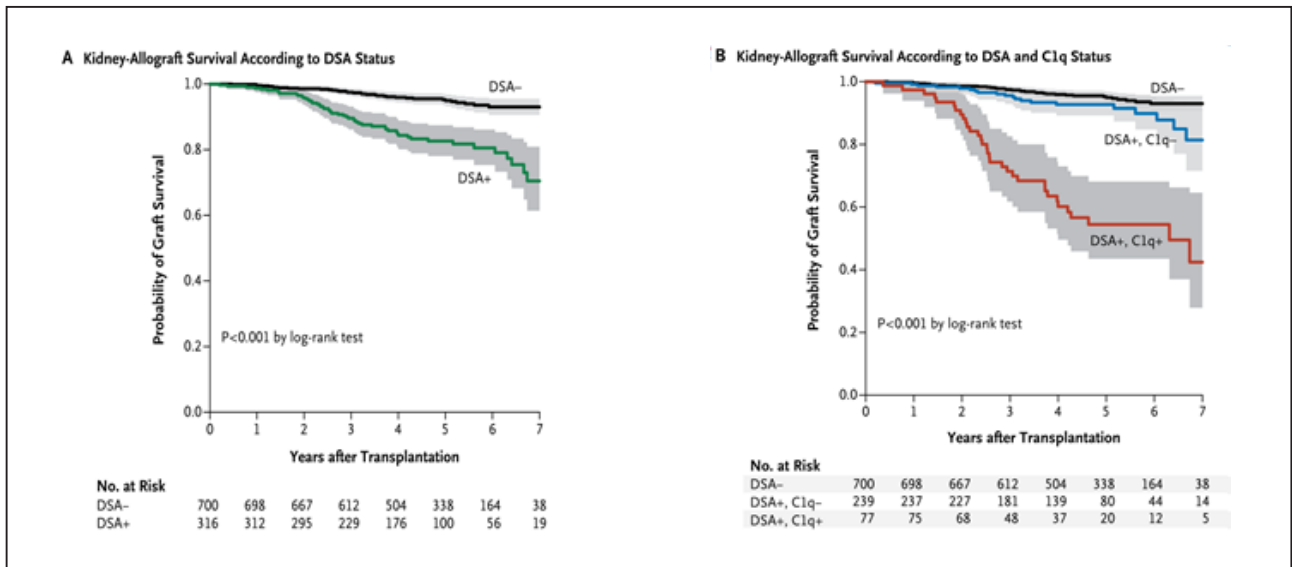 A Kidney-Allograft Survival According to DSA Status
1.0
0.8
0.6
0.4
0.2
0.0
Probability of Graft Survival
DSA–
DSA+
P<0.001 by log-rank test
0 1 2 3 4 5 6 7
Years after Transplantation
No. at Risk
DSA– 700 698 667 612 504 338 164 38
DSA+ 316 312 295 229 176 100 56 19
B Kidney-Allograft Survival According to DSA and C1q Status
1.0
0.8
0.6
0.4
0.2
0.0
Probability of Graft Survival
DSA–
DSA+, C1q–
DSA+, C1q+
P<0.001 by log-rank test
0 1 2 3 4 5 6 7
Years after Transplantation
No. at Risk
DSA– 700 698 667 612 504 338 164 38
DSA+, C1q– 239 237 227 181 139 80 44 14
DSA+, C1q+ 77 75 68 48 37 20 12 5